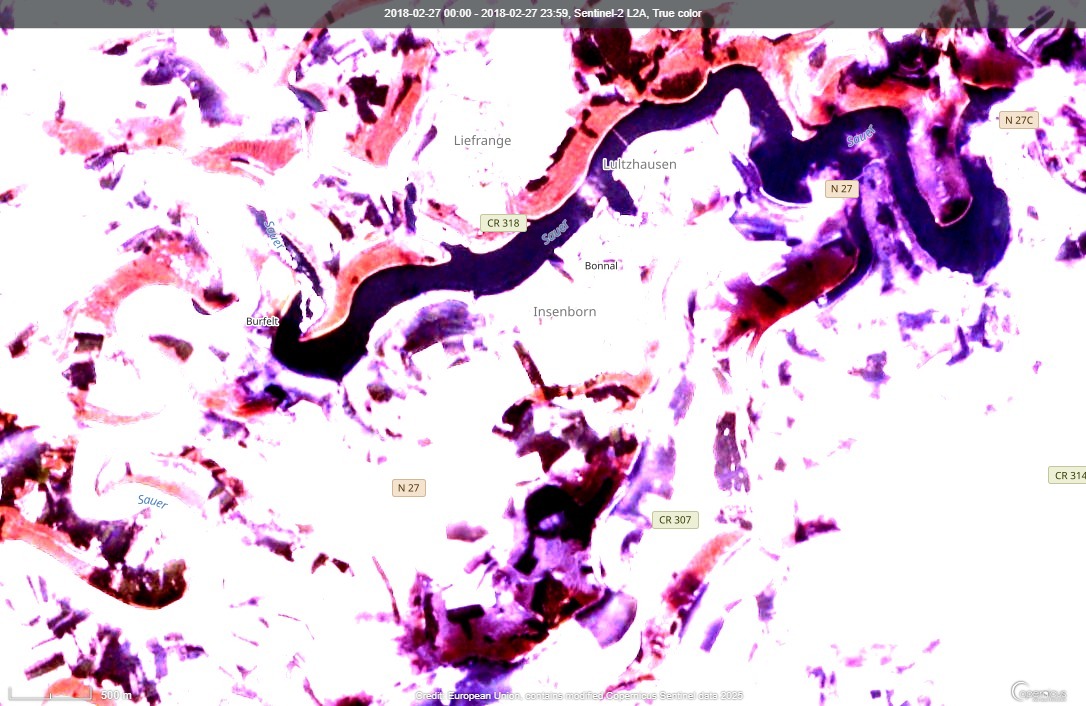 2018-02-27 00:00 - 2018-02-27 23:59, Sentinel-2 L2A, True color
N 27C
Sauer
Liefrange
Lultzhausen
N 27
CR 318
Sauer
Sauer
Bonnal
Insenborn
Burfelt
CR 314
N 27
Sauer
CR 307
500 m
Credit: European Union, contains modified Copernicus Sentinel data 2025
opernicus